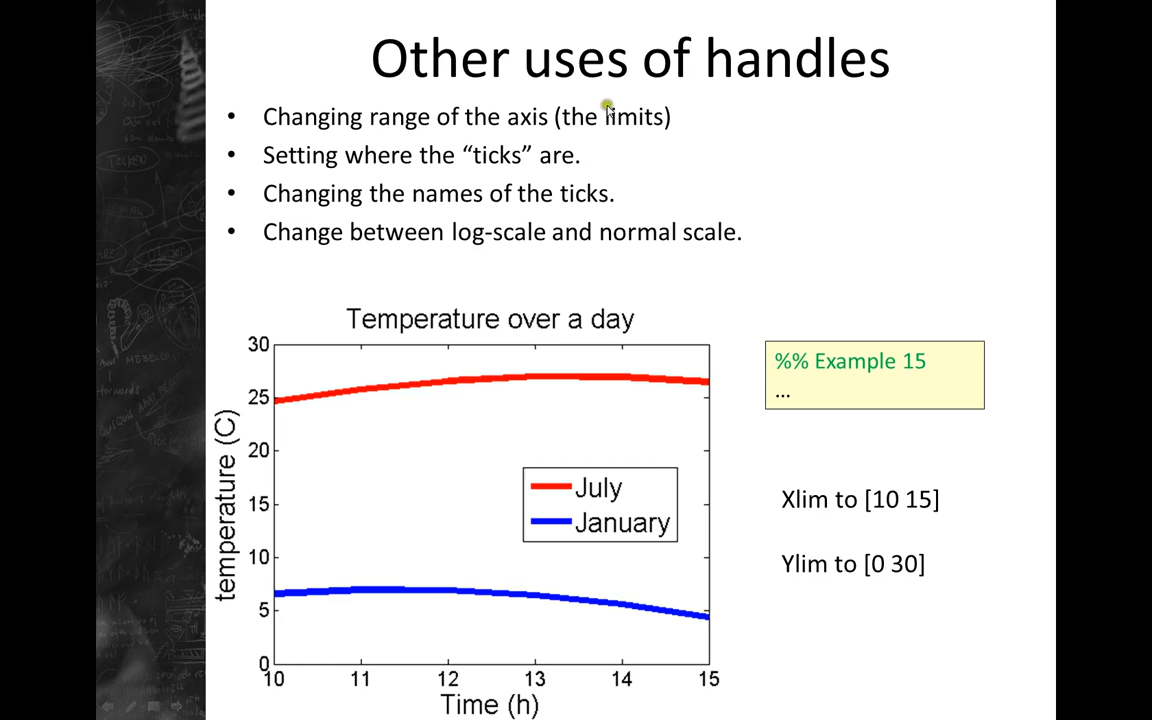 Other uses of handles
• Changing range of the axis (the limits)
• Setting where the “ticks” are.
• Changing the names of the ticks.
• Change between log-scale and normal scale.
Temperature over a day
30
25
20
15
10
5
0
temperature (C)
July
January
10 11 12 13 14 15
Time (h)
%% Example 15
...
Xlim to [10 15]
Ylim to [0 30]